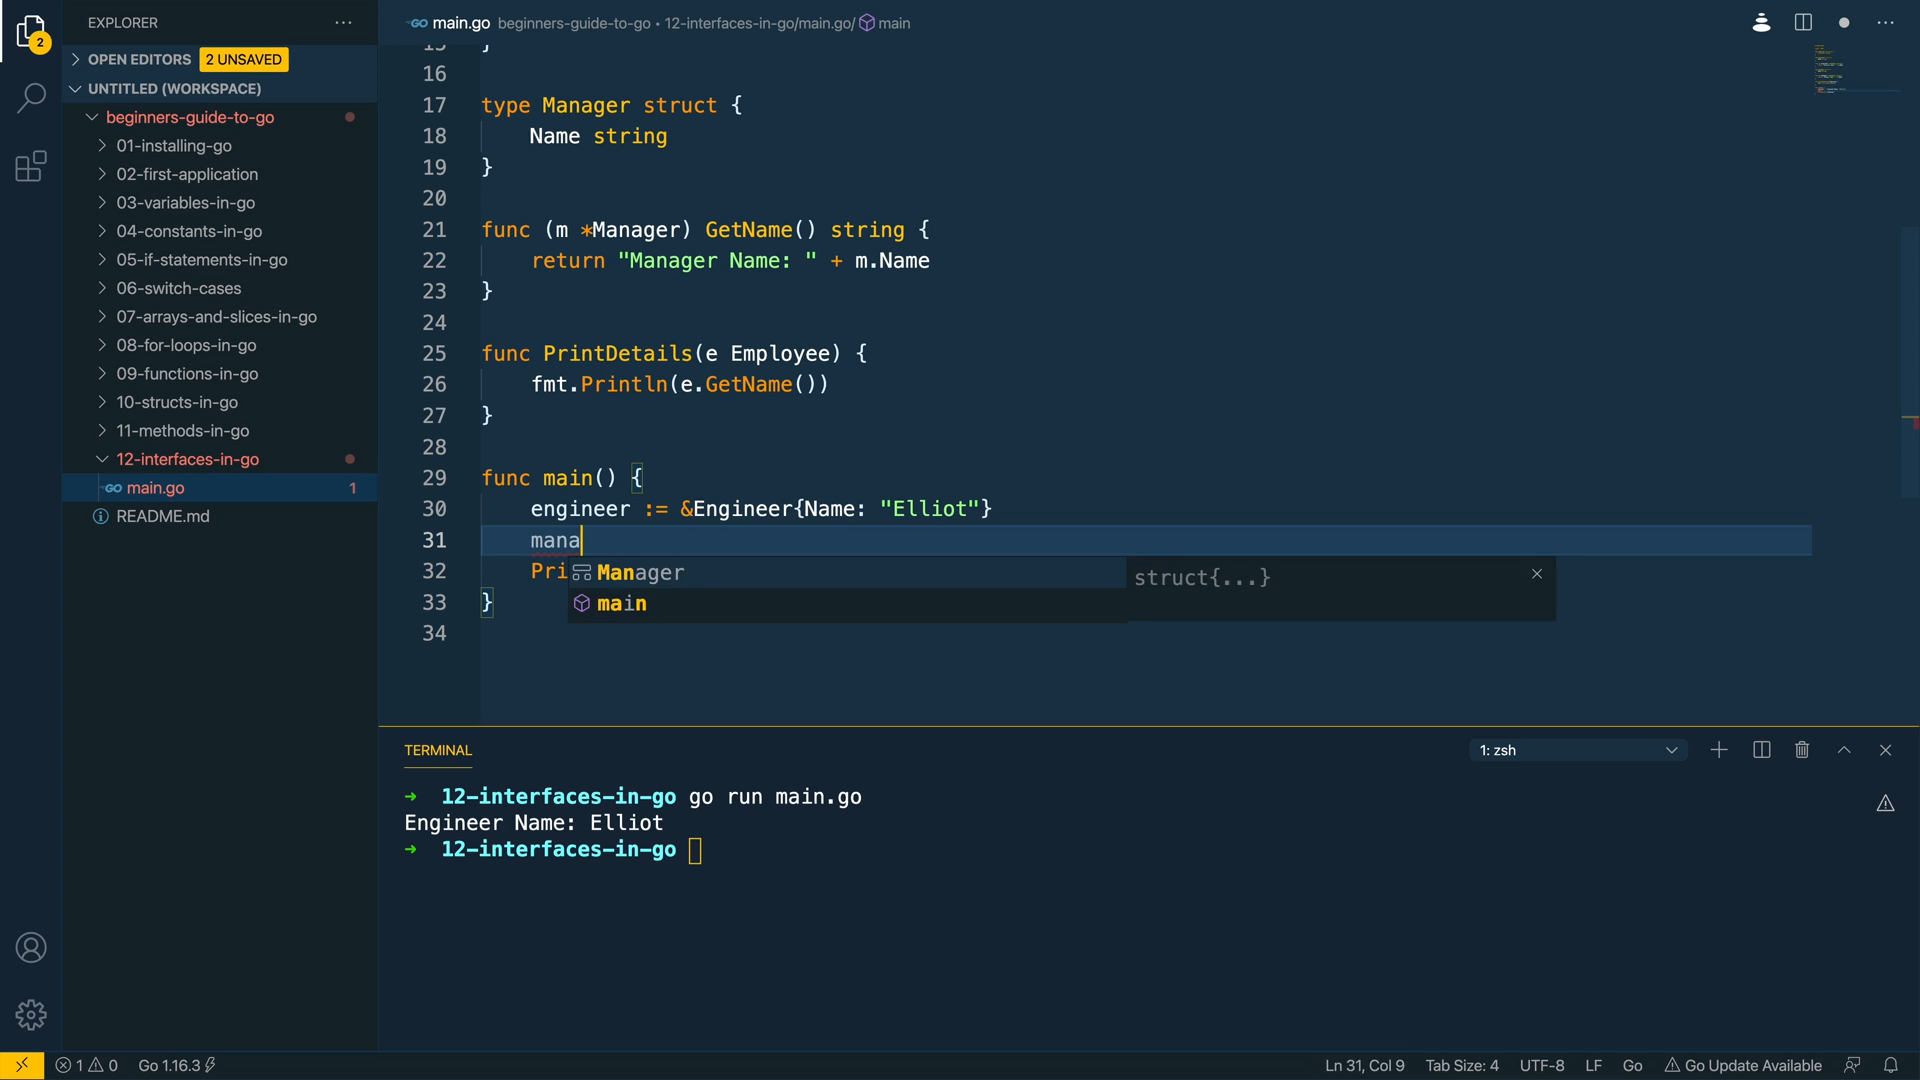 EXPLORER
2
OPEN EDITORS 2 UNSAVED
UNTITLED (WORKSPACE)
beginners-guide-to-go
01-installing-go
02-first-application
03-variables-in-go
04-constants-in-go
05-if-statements-in-go
06-switch-cases
07-arrays-and-slices-in-go
08-for-loops-in-go
09-functions-in-go
10-structs-in-go
11-methods-in-go
12-interfaces-in-go
GO main.go 1
README.md
GO main.go beginners-guide-to-go • 12-interfaces-in-go/main.go/ main
15 }
16
17 type Manager struct {
18 Name string
19 }
20
21 func (m *Manager) GetName() string {
22 return "Manager Name: " + m.Name
23 }
24
25 func PrintDetails(e Employee) {
26 fmt.Println(e.GetName())
27 }
28
29 func main() {
30 engineer := &Engineer{Name: "Elliot"}
31 mana
32 Pri
33 }
34
Manager struct{...}
main
TERMINAL 1: zsh
→ 12-interfaces-in-go go run main.go
Engineer Name: Elliot
→ 12-interfaces-in-go
1 0 Go 1.16.3 Ln 31, Col 9 Tab Size: 4 UTF-8 LF Go Go Update Available